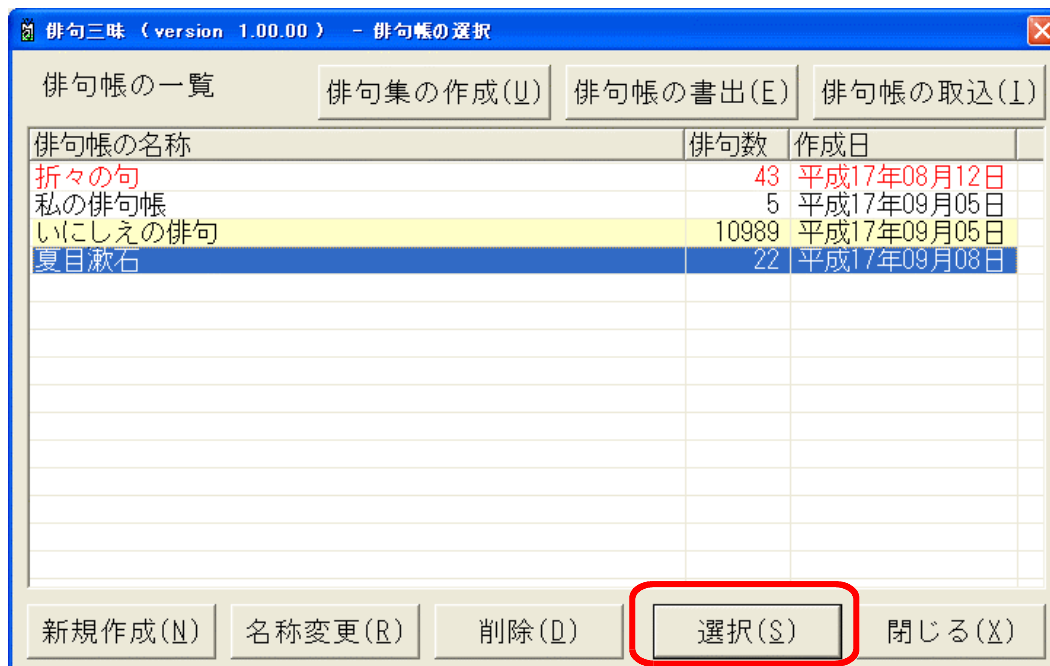 俳句三昧 (version 1.00.00) - 俳句帳の選択
俳句帳の一覧 俳句集の作成(U) 俳句帳の書出(E) 俳句帳の取込(I)
俳句帳の名称 俳句数 作成日
折々の句 43 平成17年08月12日
私の俳句帳 5 平成17年09月05日
いにしえの俳句 10989 平成17年09月05日
夏目漱石 22 平成17年09月08日
新規作成(N) 名称変更(R) 削除(D) 選択(S) 閉じる(X)